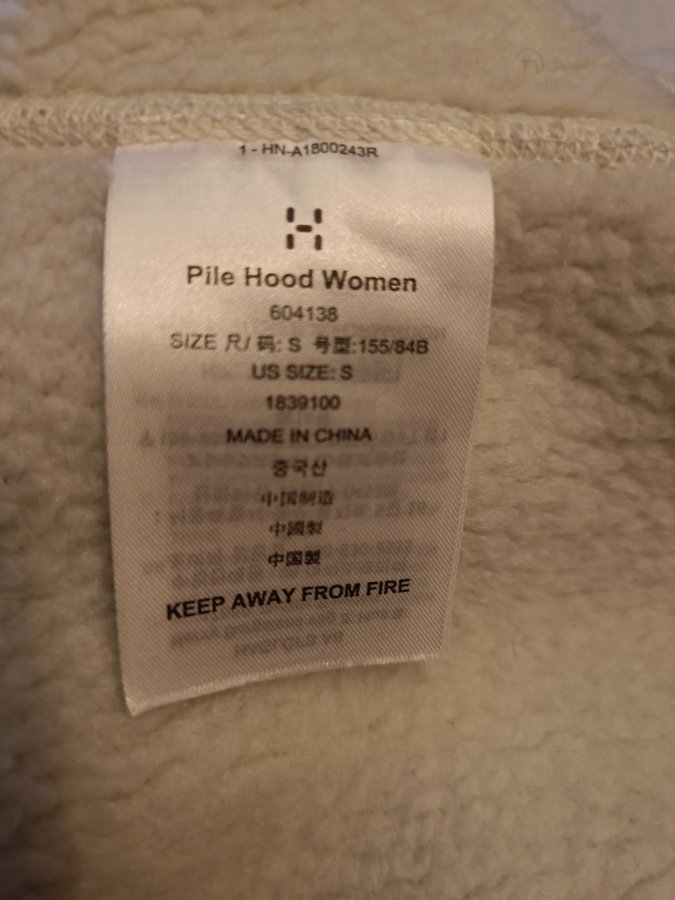 1 - HN-A1800243R
Pile Hood Women
604138
SIZE 尺/ 码: S 号型:155/84B
US SIZE: S
1839100
MADE IN CHINA
중국산
中国制造
中國製
中国製
KEEP AWAY FROM FIRE